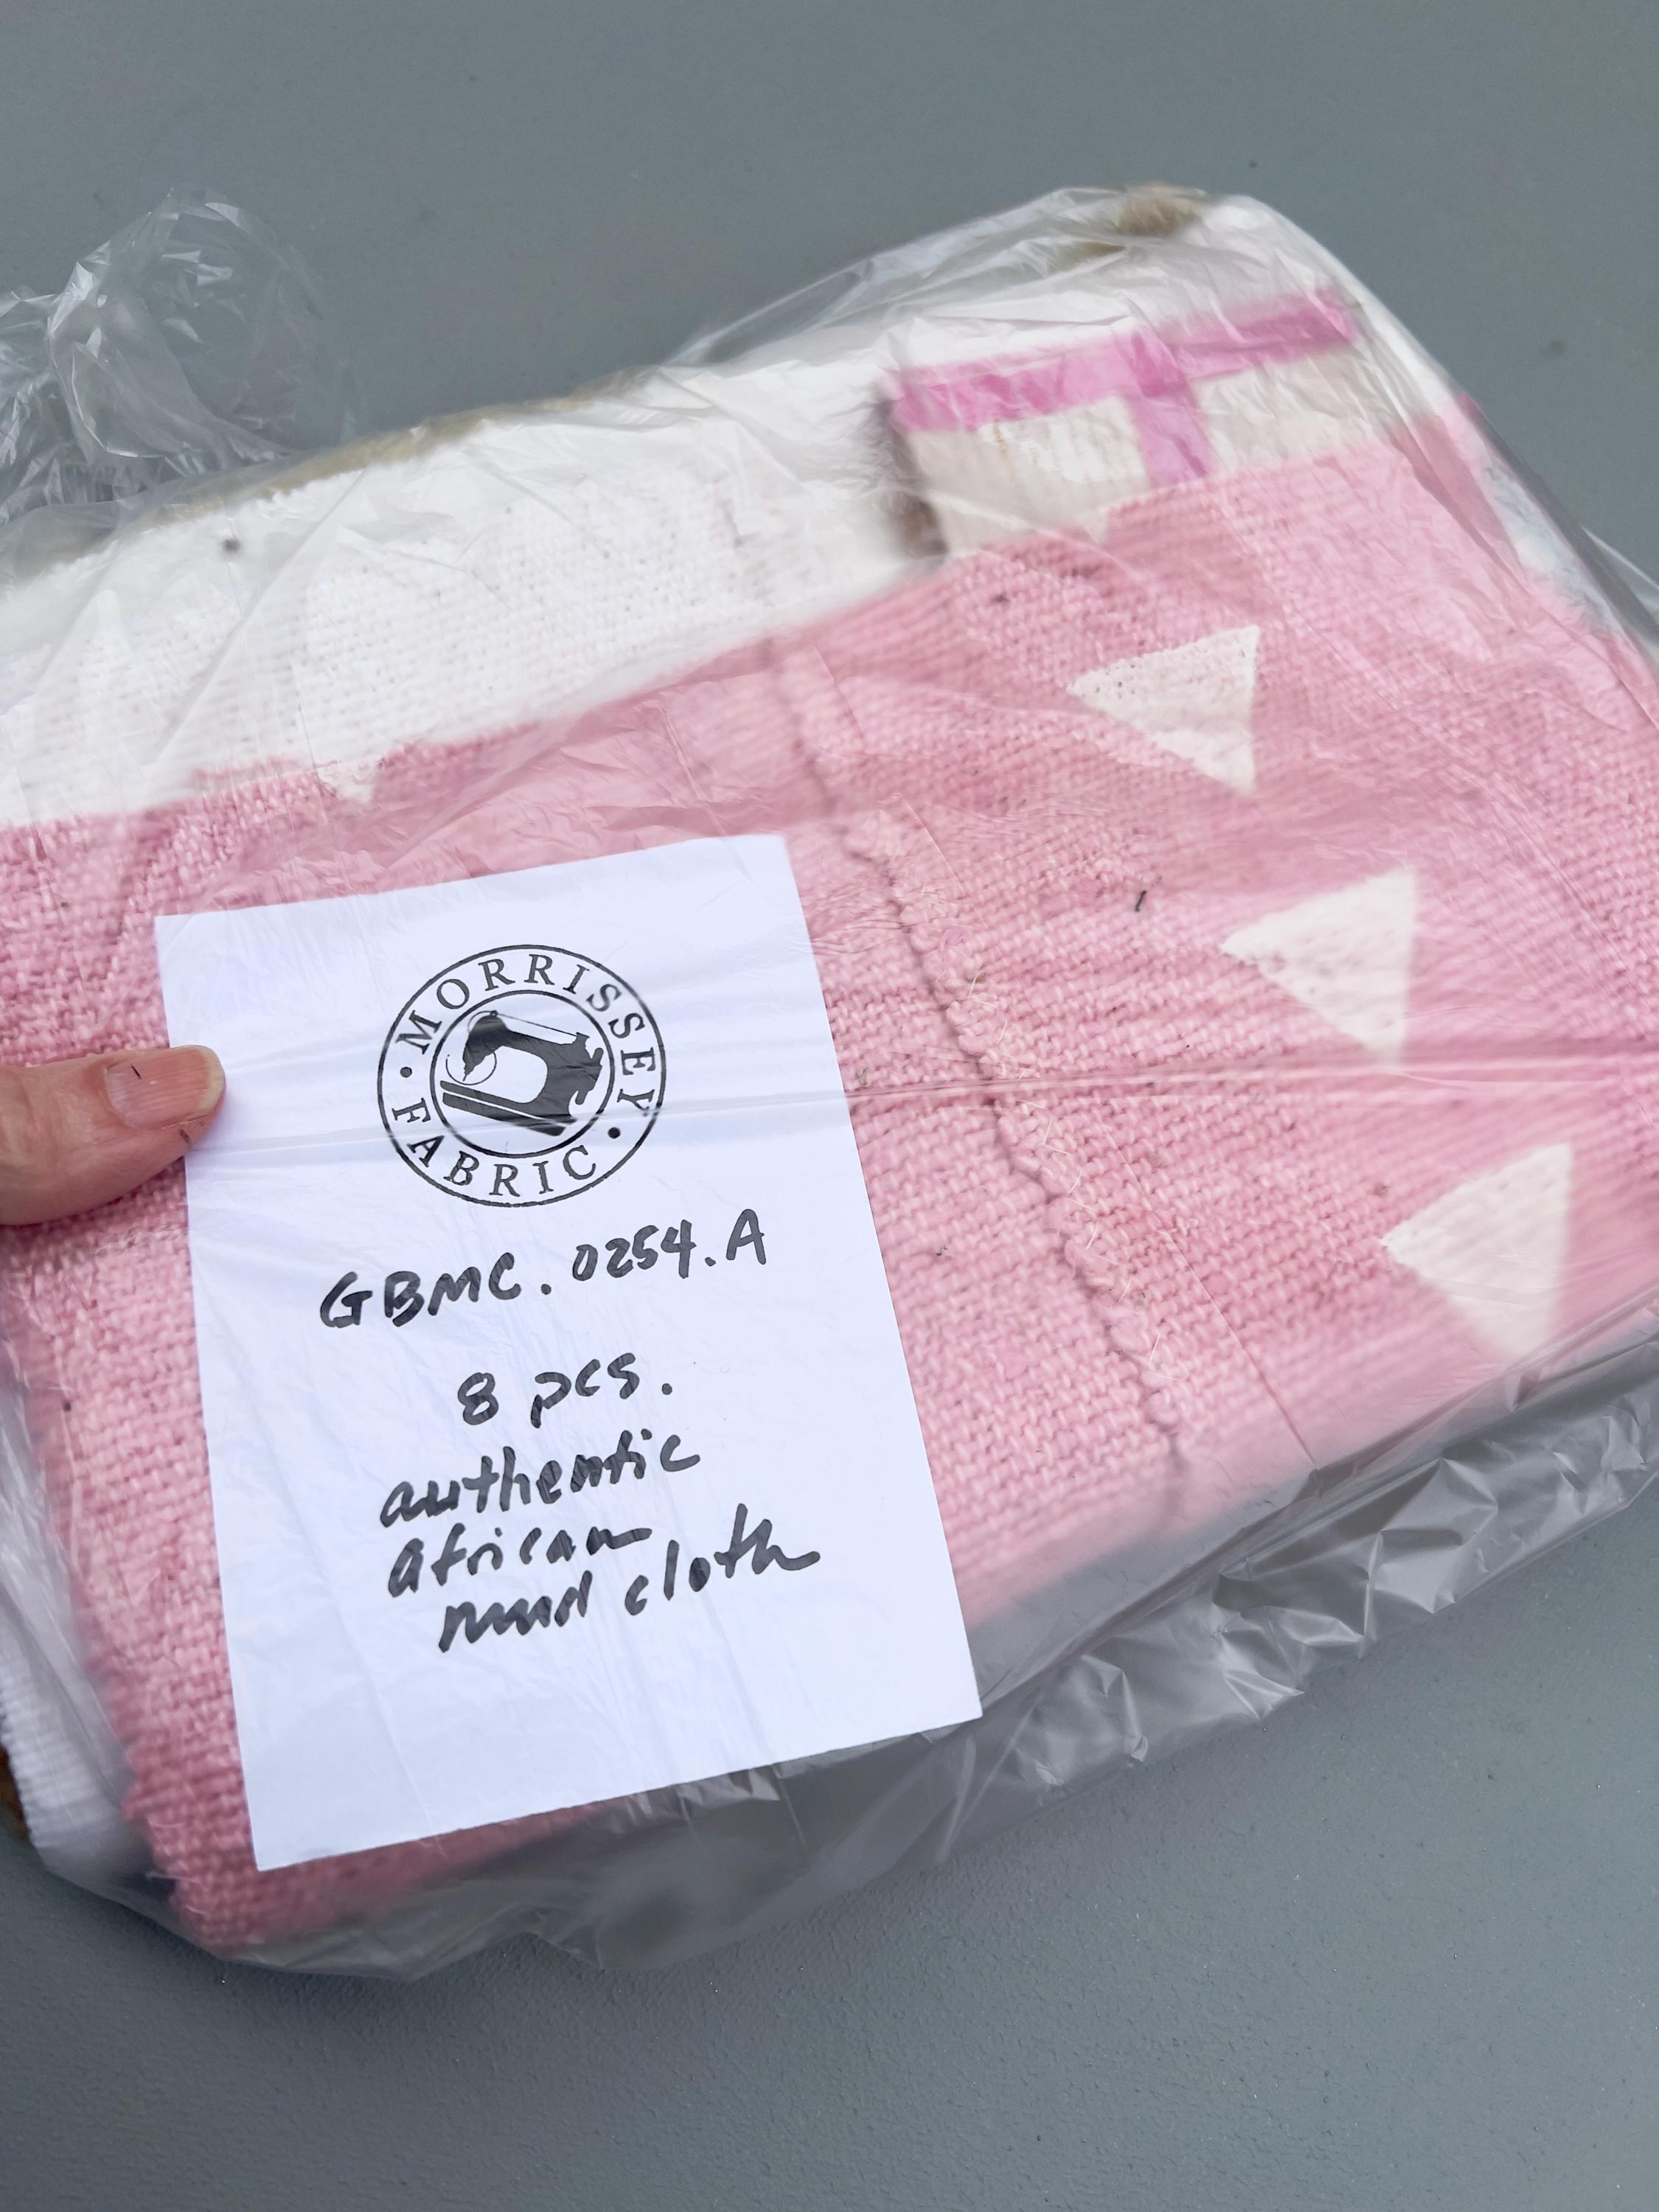 MORRISSEY
FABRIC
GBMC. 0254. A
8 pcs.
authentic
African
mud cloth